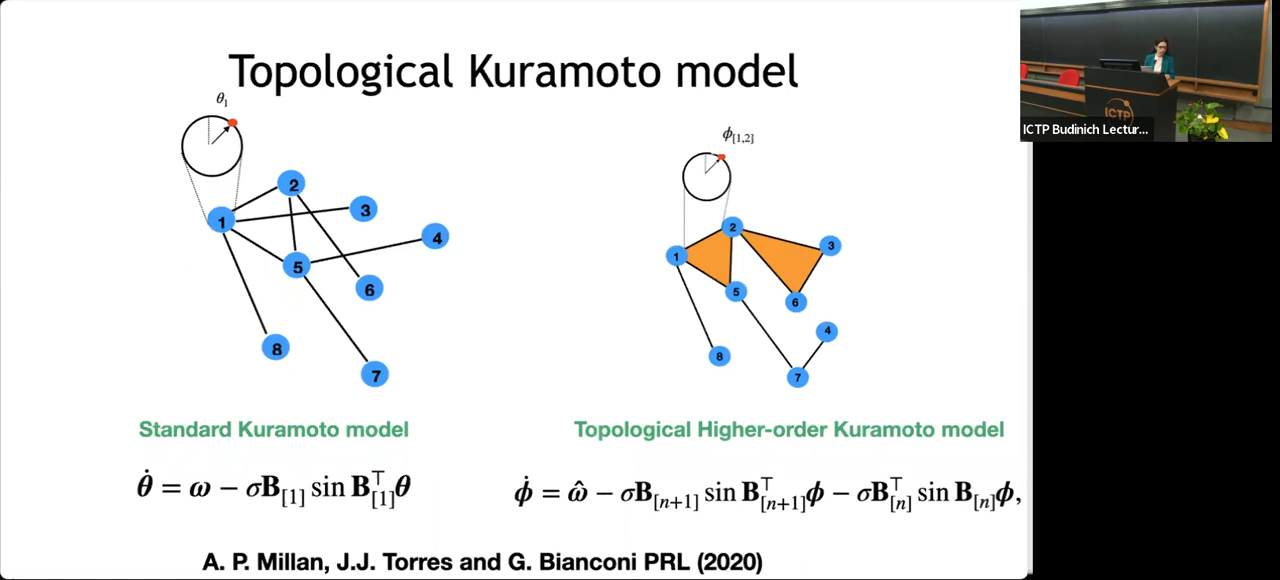 Topological Kuramoto model
θ₁
1
2
3
4
5
6
7
8
ϕ[1,2]
1
2
3
4
5
6
7
8
Standard Kuramoto model
Topological Higher-order Kuramoto model
θ̇ = ω − σB[1] sin B⊤[1]θ
ϕ̇ = ω̂ − σB[n+1] sin B⊤[n+1]ϕ − σB⊤[n] sin B[n]ϕ,
A. P. Millan, J.J. Torres and G. Bianconi PRL (2020)
ICTP
ICTP Budinich Lectur...